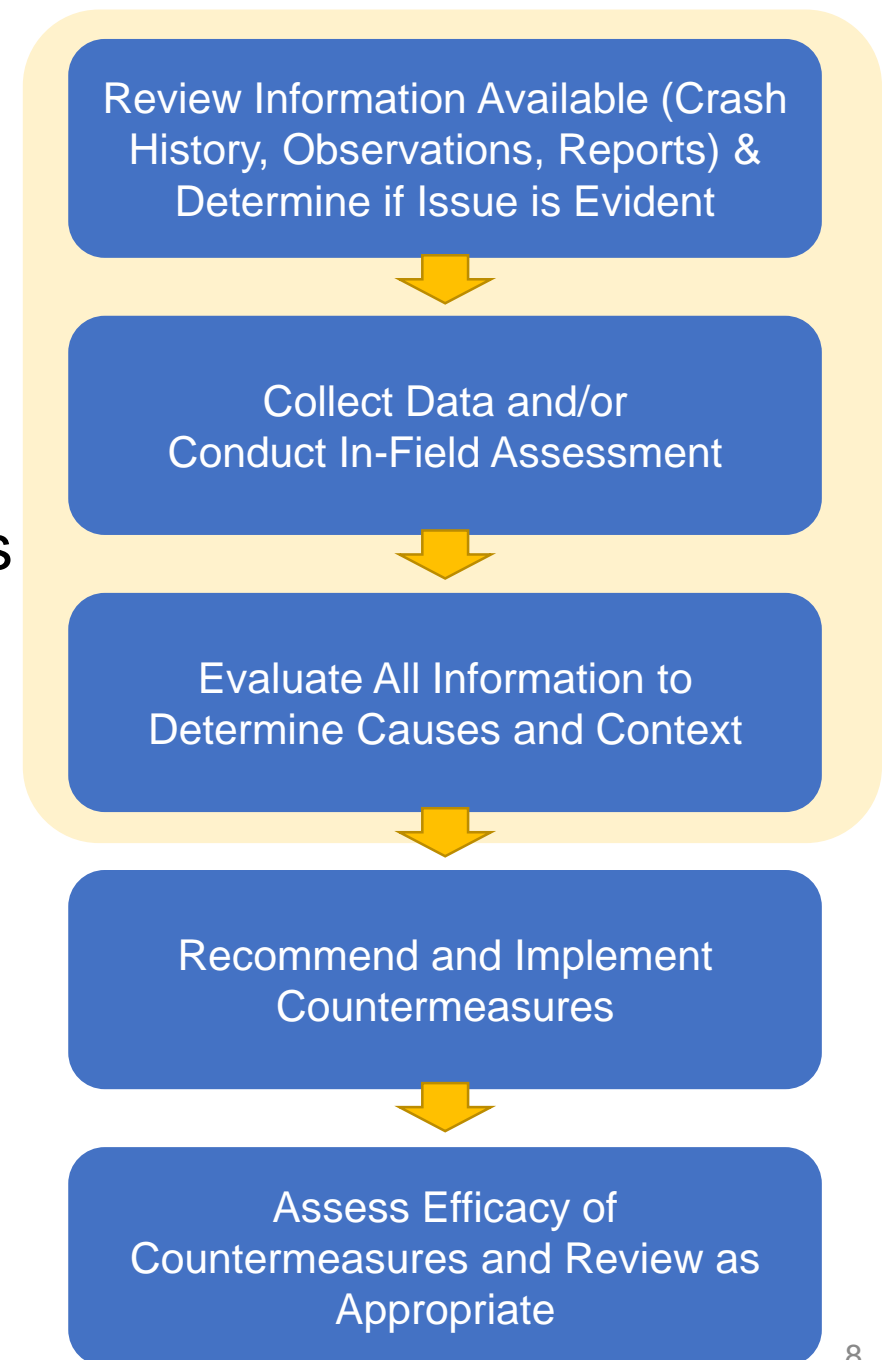 Review Information Available (Crash
History, Observations, Reports) &
Determine if Issue is Evident
Collect Data and/or
Conduct In-Field Assessment
s
Evaluate All Information to
Determine Causes and Context
Recommend and Implement
Countermeasures
Assess Efficacy of
Countermeasures and Review as
Appropriate
8